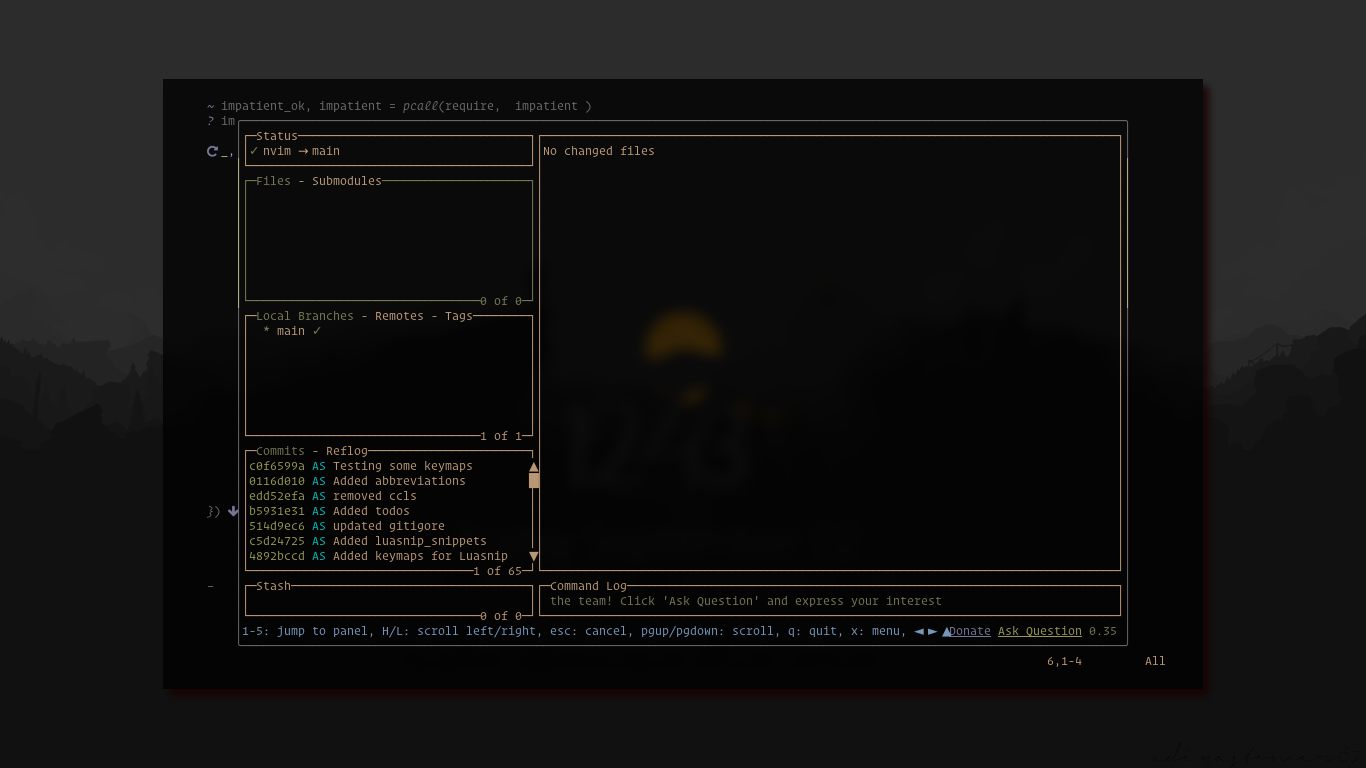 ~ impatient_ok, impatient = pcall(require,  impatient )
? im
_,
Status
✓ nvim → main
No changed files
Files - Submodules
0 of 0
Local Branches - Remotes - Tags
* main ✓
1 of 1
Commits - Reflog
c0f6599a AS Testing some keymaps
0116d010 AS Added abbreviations
edd52efa AS removed ccls
b5931e31 AS Added todos
514d9ec6 AS updated gitigore
c5d24725 AS Added luasnip_snippets
4892bccd AS Added keymaps for Luasnip
})
1 of 65
~
Stash
0 of 0
Command Log
the team! Click 'Ask Question' and express your interest
1-5: jump to panel, H/L: scroll left/right, esc: cancel, pgup/pgdown: scroll, q: quit, x: menu, ◄ ► ▲Donate Ask Question 0.35
6,1-4 All